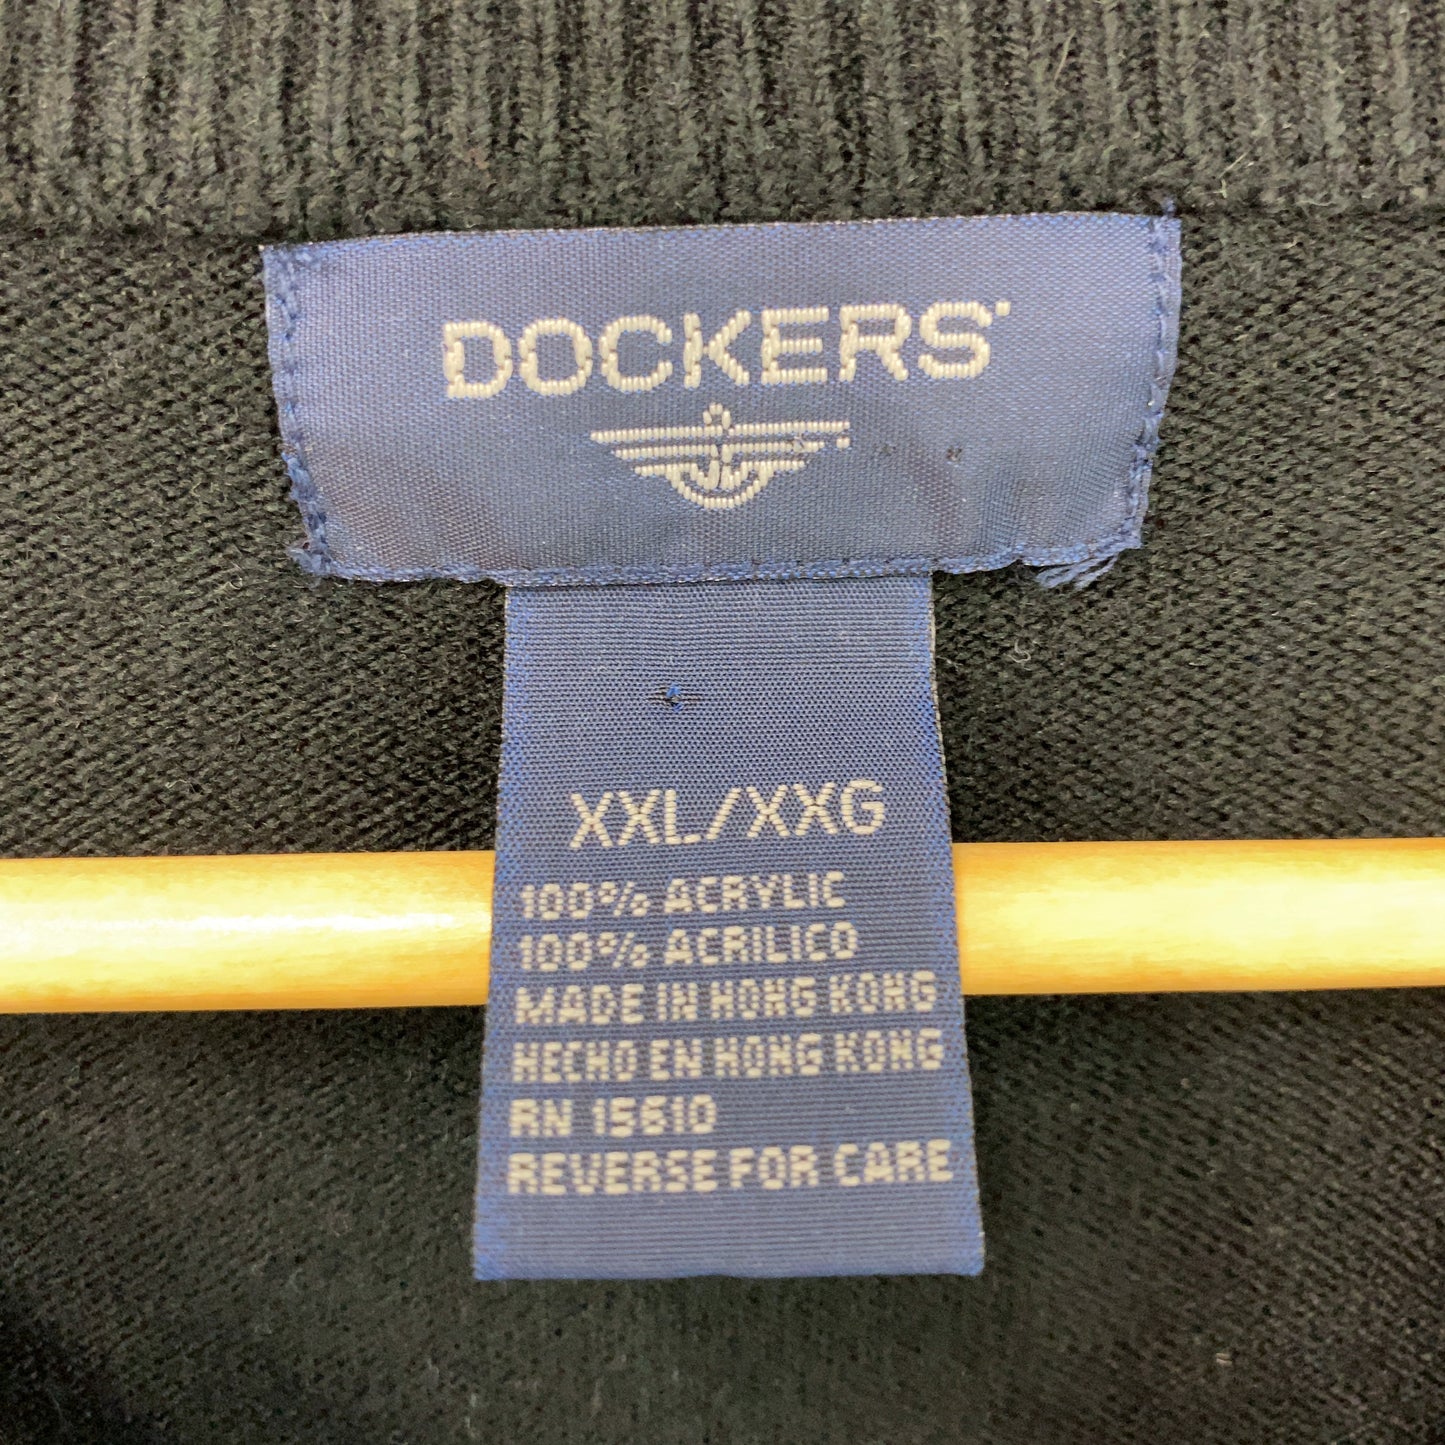 DOCKERS
XXL/XXG
100% ACRYLIC
100% ACRILICO
MADE IN HONG KONG
HECHO EN HONG KONG
RN 15610
REVERSE FOR CARE